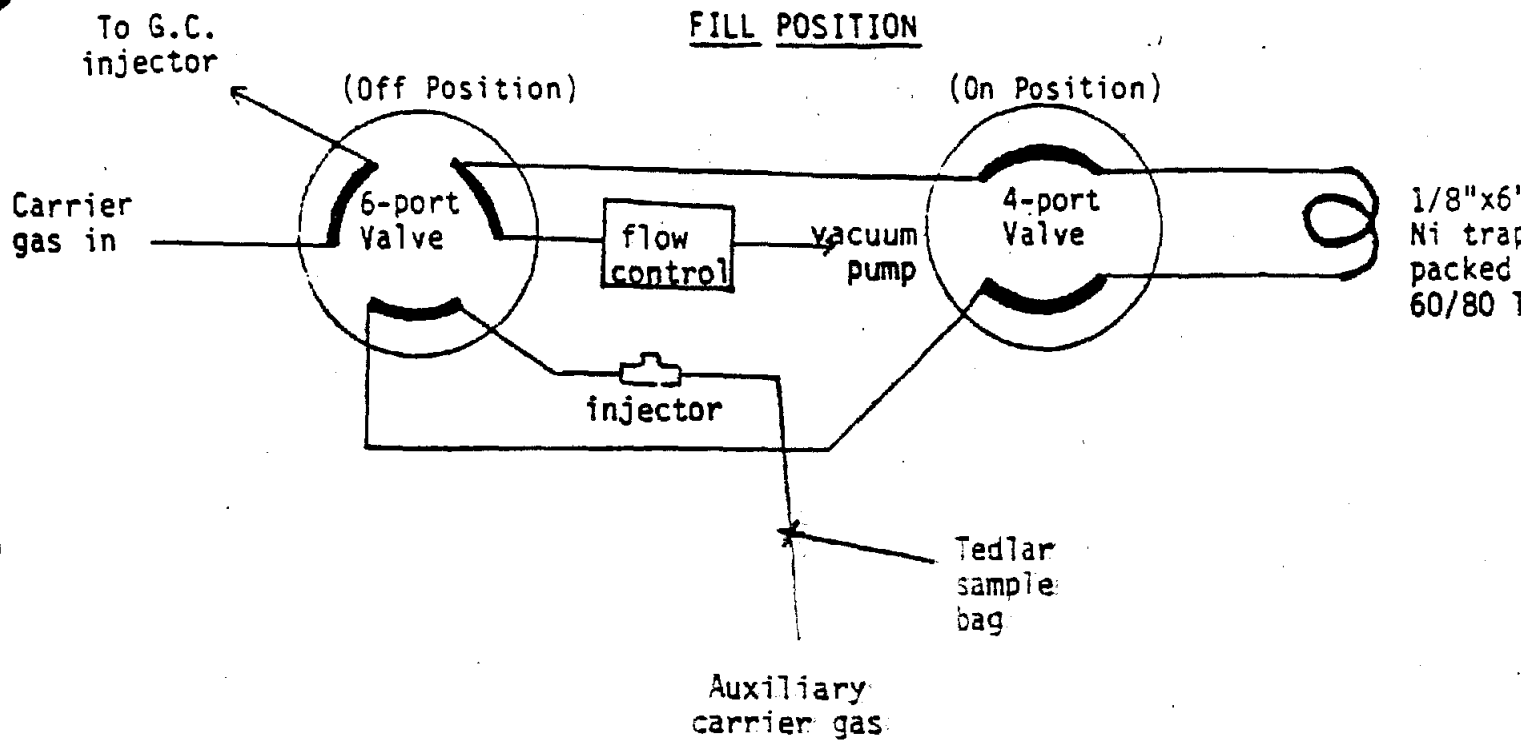 FILL POSITION
To G.C.
injector
(Off Position)
(On Position)
Carrier
gas in
6-port
Valve
flow
control
vacuum
pump
4-port
Valve
1/8"x6'
Ni trap
packed
60/80
injector
Tedlar
sample
bag
Auxiliary
carrier gas